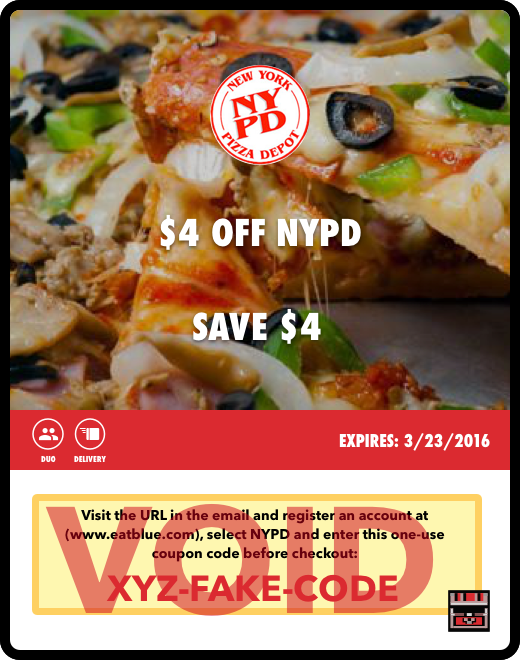 NEW YORK
NY
PD
PIZZA DEPOT
$4 OFF NYPD
SAVE $4
DUO
DELIVERY
EXPIRES: 3/23/2016
VOID
Visit the URL in the email and register an account at
(www.eatblue.com), select NYPD and enter this one-use
coupon code before checkout:
XYZ-FAKE-CODE